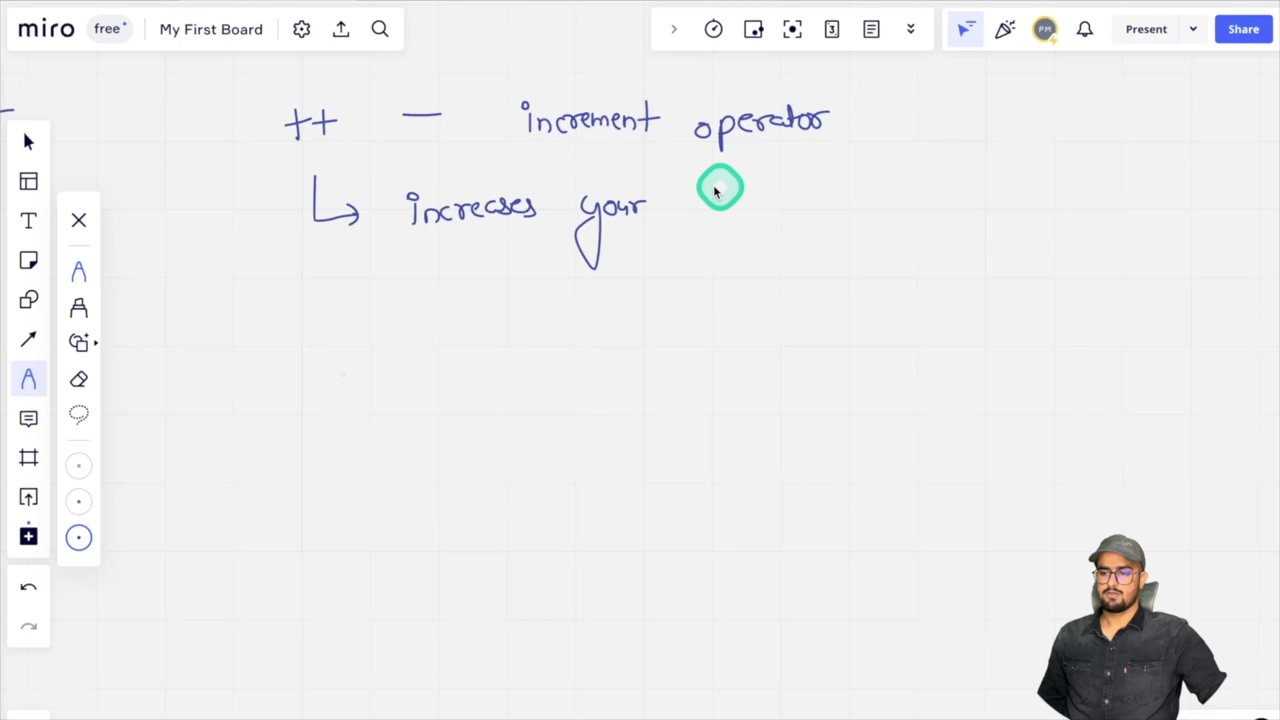 miro free My First Board Present Share
++ — increment operator
increases your